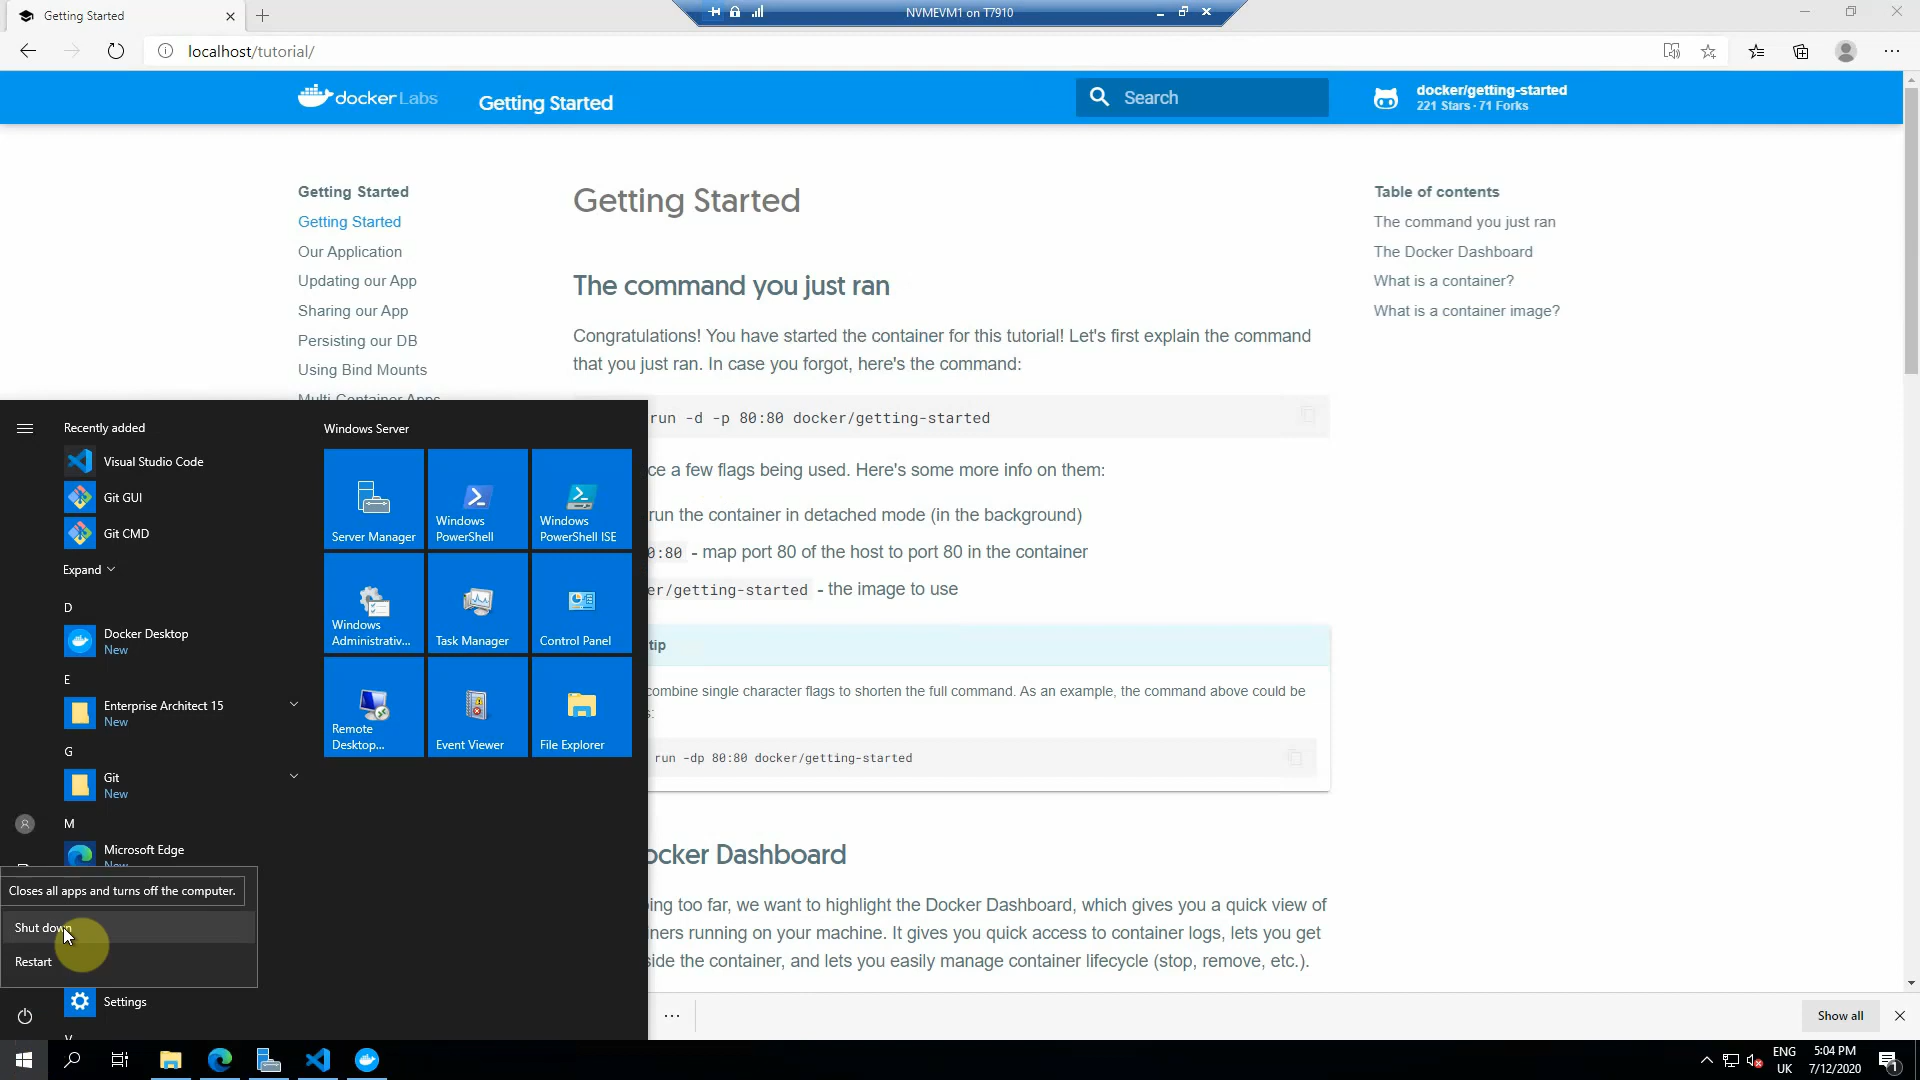 Getting Started
NVMEVM1 on T7910
localhost/tutorial/
docker Labs
Getting Started
Search
docker/getting-started
221 Stars · 71 Forks
Getting Started
Getting Started
Our Application
Updating our App
Sharing our App
Persisting our DB
Using Bind Mounts
Multi-Container Apps
Getting Started
The command you just ran
Congratulations! You have started the container for this tutorial! Let's first explain the command
that you just ran. In case you forgot, here's the command:
run -d -p 80:80 docker/getting-started
ce a few flags being used. Here's some more info on them:
run the container in detached mode (in the background)
0:80 - map port 80 of the host to port 80 in the container
er/getting-started - the image to use
tip
combine single character flags to shorten the full command. As an example, the command above could be
s:
run -dp 80:80 docker/getting-started
ocker Dashboard
ing too far, we want to highlight the Docker Dashboard, which gives you a quick view of
iners running on your machine. It gives you quick access to container logs, lets you get
side the container, and lets you easily manage container lifecycle (stop, remove, etc.).
Table of contents
The command you just ran
The Docker Dashboard
What is a container?
What is a container image?
Recently added
Visual Studio Code
Git GUI
Git CMD
Expand
D
Docker Desktop
New
E
Enterprise Architect 15
New
G
Git
New
M
Microsoft Edge
New
Closes all apps and turns off the computer.
Shut down
Restart
Settings
V
Windows Server
Server Manager
Windows
PowerShell
Windows
PowerShell ISE
Windows
Administrativ...
Task Manager
Control Panel
Remote
Desktop...
Event Viewer
File Explorer
Show all
ENG
UK
5:04 PM
7/12/2020
1